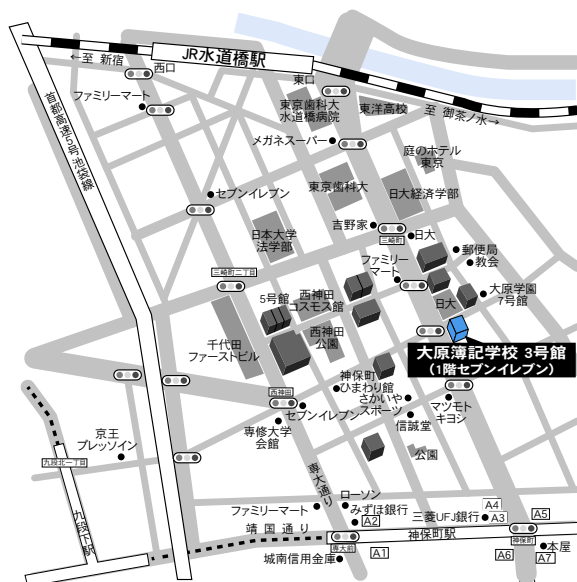 JR水道橋駅
←至 新宿
西口
東口
ファミリーマート
東京歯科大
水道橋病院
東洋高校
至 御茶ノ水→
首都高速5号池袋線
メガネスーパー
庭のホテル
東京
セブンイレブン
東京歯科大
日大経済学部
日本大学
法学部
吉野家
日大
三崎町
郵便局
教会
ファミリー
マート
三崎町二丁目
西神田
コスモス館
5号館
日大
大原学園
7号館
千代田
ファーストビル
西神田
公園
大原簿記学校 3号館
(1階セブンイレブン)
神保町
ひまわり館
さかいや
スポーツ
マツモト
キヨシ
西神田
セブンイレブン
専修大学
会館
信誠堂
京王
プレッソイン
九段北一丁目
公園
専大通り
ファミリーマート
ローソン
みずほ銀行
三菱UFJ銀行
A4
A3
A5
A2
靖国通り
九段下駅
専大前
神保町駅
神保町
城南信用金庫
A1
A6
A7
本屋